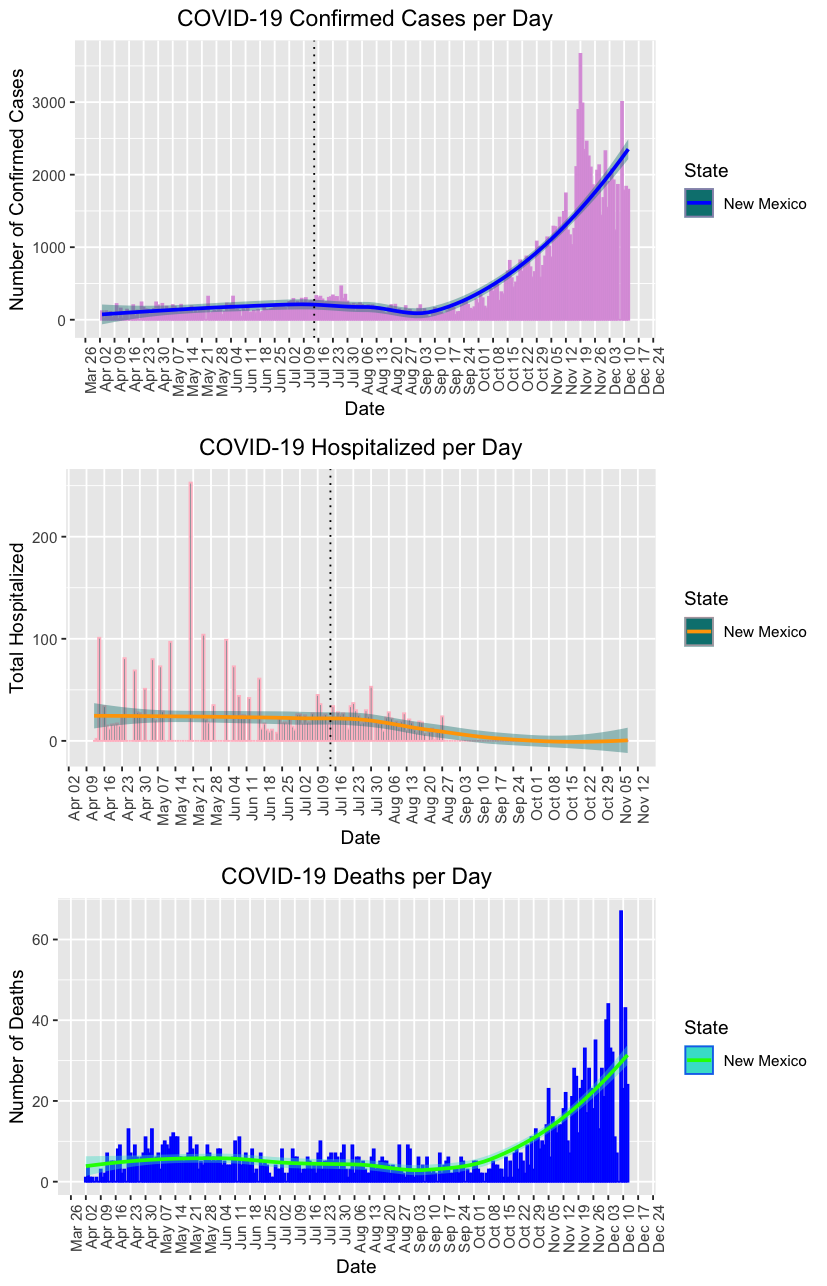 COVID-19 Confirmed Cases per Day
Number of Confirmed Cases
3000
2000
1000
0
Mar 26
Apr 02
Apr 09
Apr 16
Apr 23
Apr 30
May 07
May 14
May 21
May 28
Jun 04
Jun 11
Jun 18
Jun 25
Jul 02
Jul 09
Jul 16
Jul 23
Jul 30
Aug 06
Aug 13
Aug 20
Aug 27
Sep 03
Sep 10
Sep 17
Sep 24
Oct 01
Oct 08
Oct 15
Oct 22
Oct 29
Nov 05
Nov 12
Nov 19
Nov 26
Dec 03
Dec 10
Dec 17
Dec 24
Date
State
New Mexico
COVID-19 Hospitalized per Day
Total Hospitalized
200
100
0
Apr 02
Apr 09
Apr 16
Apr 23
Apr 30
May 07
May 14
May 21
May 28
Jun 04
Jun 11
Jun 18
Jun 25
Jul 02
Jul 09
Jul 16
Jul 23
Jul 30
Aug 06
Aug 13
Aug 20
Aug 27
Sep 03
Sep 10
Sep 17
Sep 24
Oct 01
Oct 08
Oct 15
Oct 22
Oct 29
Nov 05
Nov 12
Date
State
New Mexico
COVID-19 Deaths per Day
Number of Deaths
60
40
20
0
Mar 26
Apr 02
Apr 09
Apr 16
Apr 23
Apr 30
May 07
May 14
May 21
May 28
Jun 04
Jun 11
Jun 18
Jun 25
Jul 02
Jul 09
Jul 16
Jul 23
Jul 30
Aug 06
Aug 13
Aug 20
Aug 27
Sep 03
Sep 10
Sep 17
Sep 24
Oct 01
Oct 08
Oct 15
Oct 22
Oct 29
Nov 05
Nov 12
Nov 19
Nov 26
Dec 03
Dec 10
Dec 17
Dec 24
Date
State
New Mexico